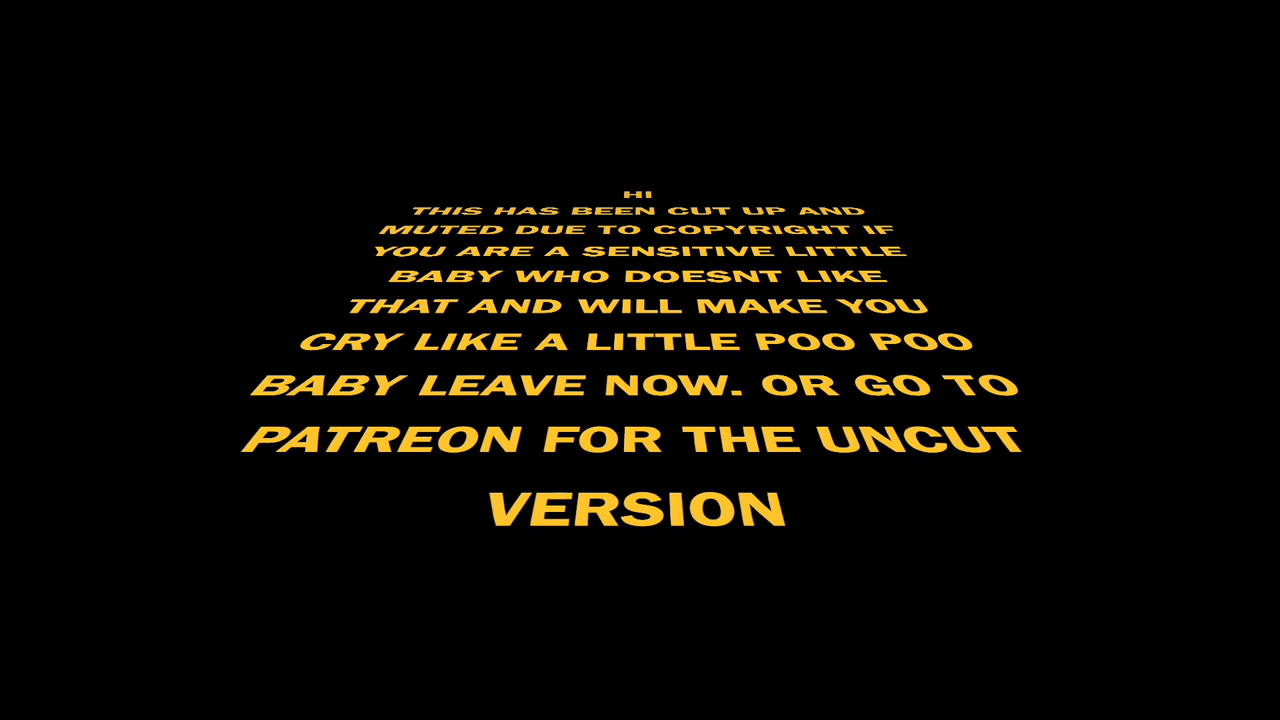 HI
THIS HAS BEEN CUT UP AND
MUTED DUE TO COPYRIGHT IF
YOU ARE A SENSITIVE LITTLE
BABY WHO DOESNT LIKE
THAT AND WILL MAKE YOU
CRY LIKE A LITTLE POO POO
BABY LEAVE NOW. OR GO TO
PATREON FOR THE UNCUT
VERSION